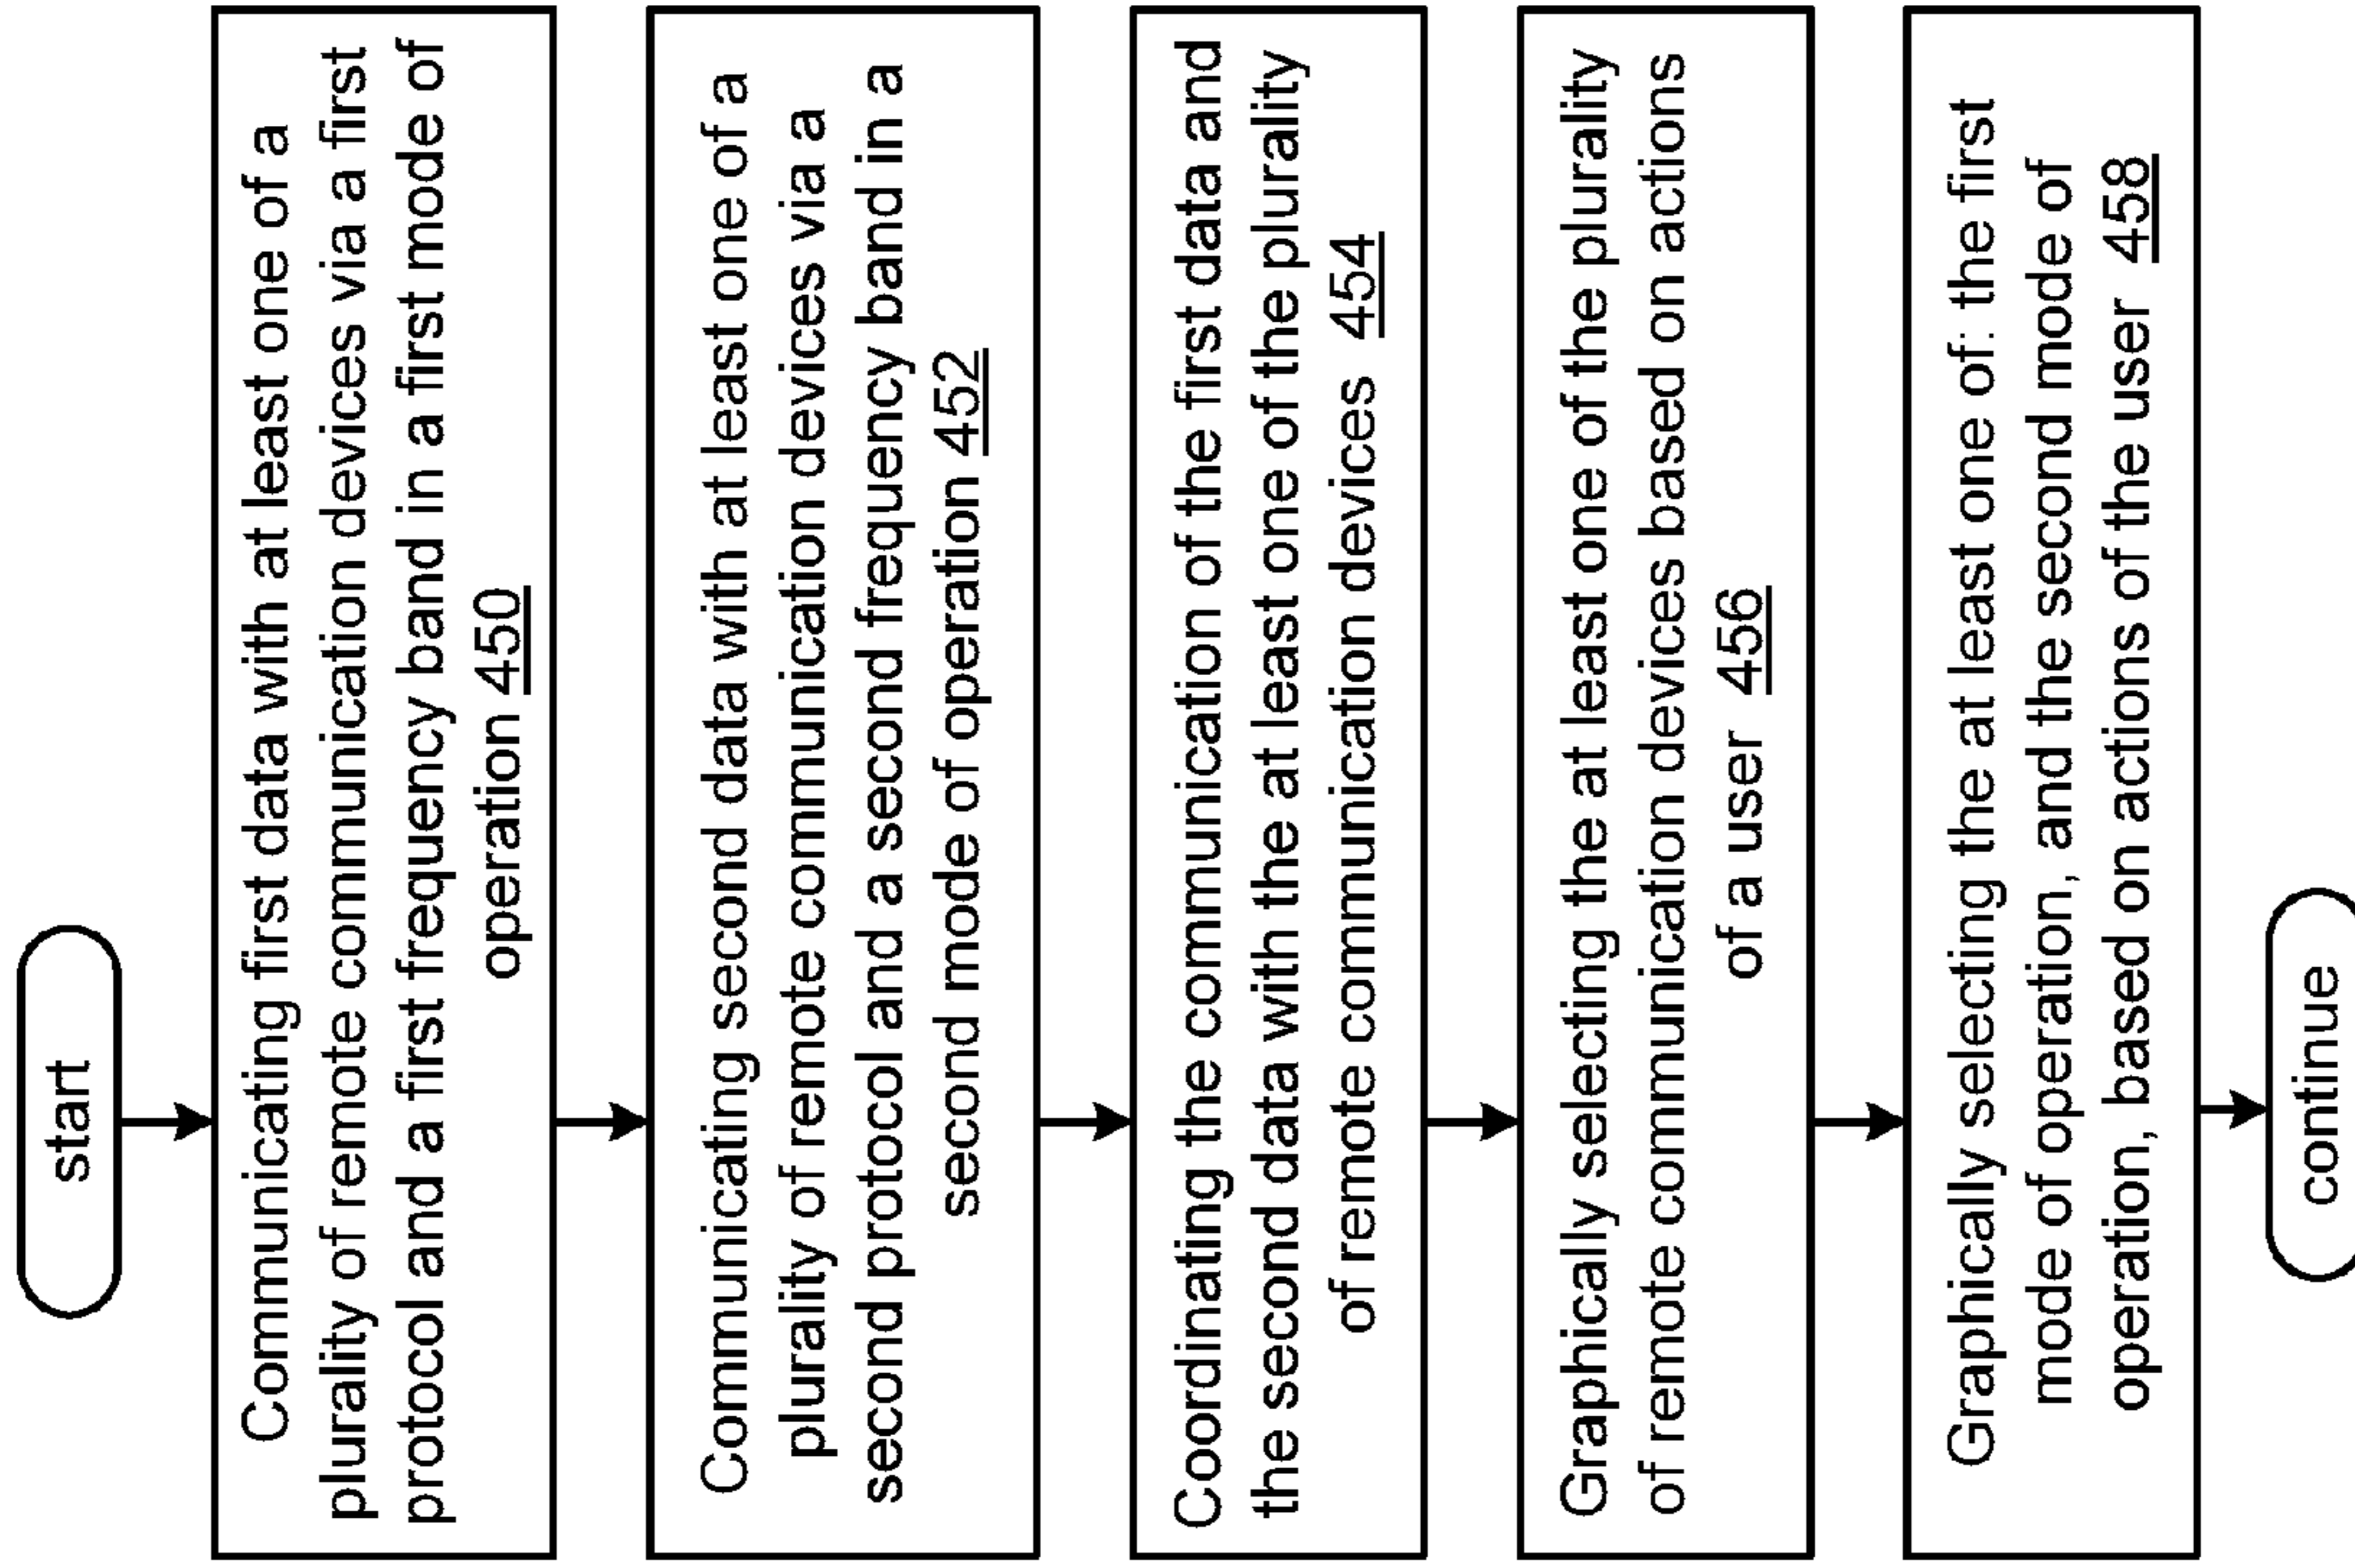 start
Communicating first data with at least one of a
plurality of remote communication devices via a first
protocol and a first frequency band in a first mode of
operation 450
Communicating second data with at least one of a
plurality of remote communication devices via a
second protocol and a second frequency band in a
second mode of operation 452
Coordinating the communication of the first data and
the second data with the at least one of the plurality
of remote communication devices 454
Graphically selecting the at least one of the plurality
of remote communication devices based on actions
of a user 456
Graphically selecting the at least one of: the first
mode of operation, and the second mode of
operation, based on actions of the user 458
continue